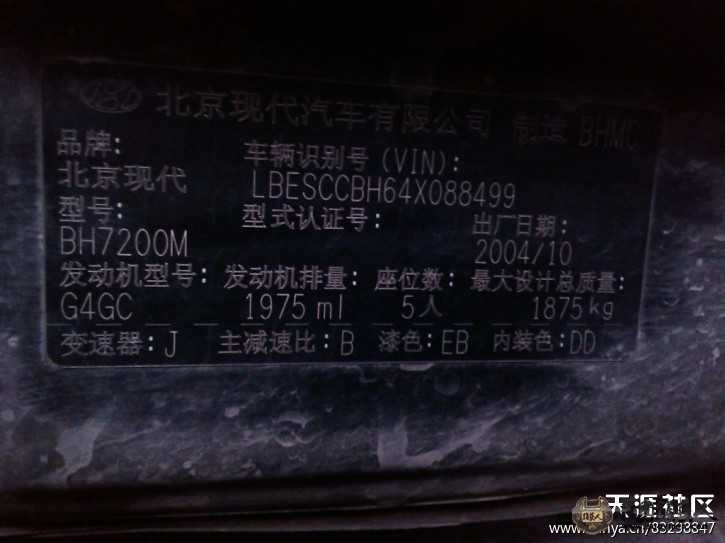 北京现代汽车有限公司 制造 BHMC
品牌: 车辆识别号 (VIN):
北京现代 LBESCCBH64X088499
型号: 型式认证号: 出厂日期:
BH7200M 2004/10
发动机型号: 发动机排量: 座位数: 最大设计总质量:
G4GC 1975 ml 5人 1875kg
变速器: J 主减速比: B 漆色: EB 内装色: DD
天涯社区